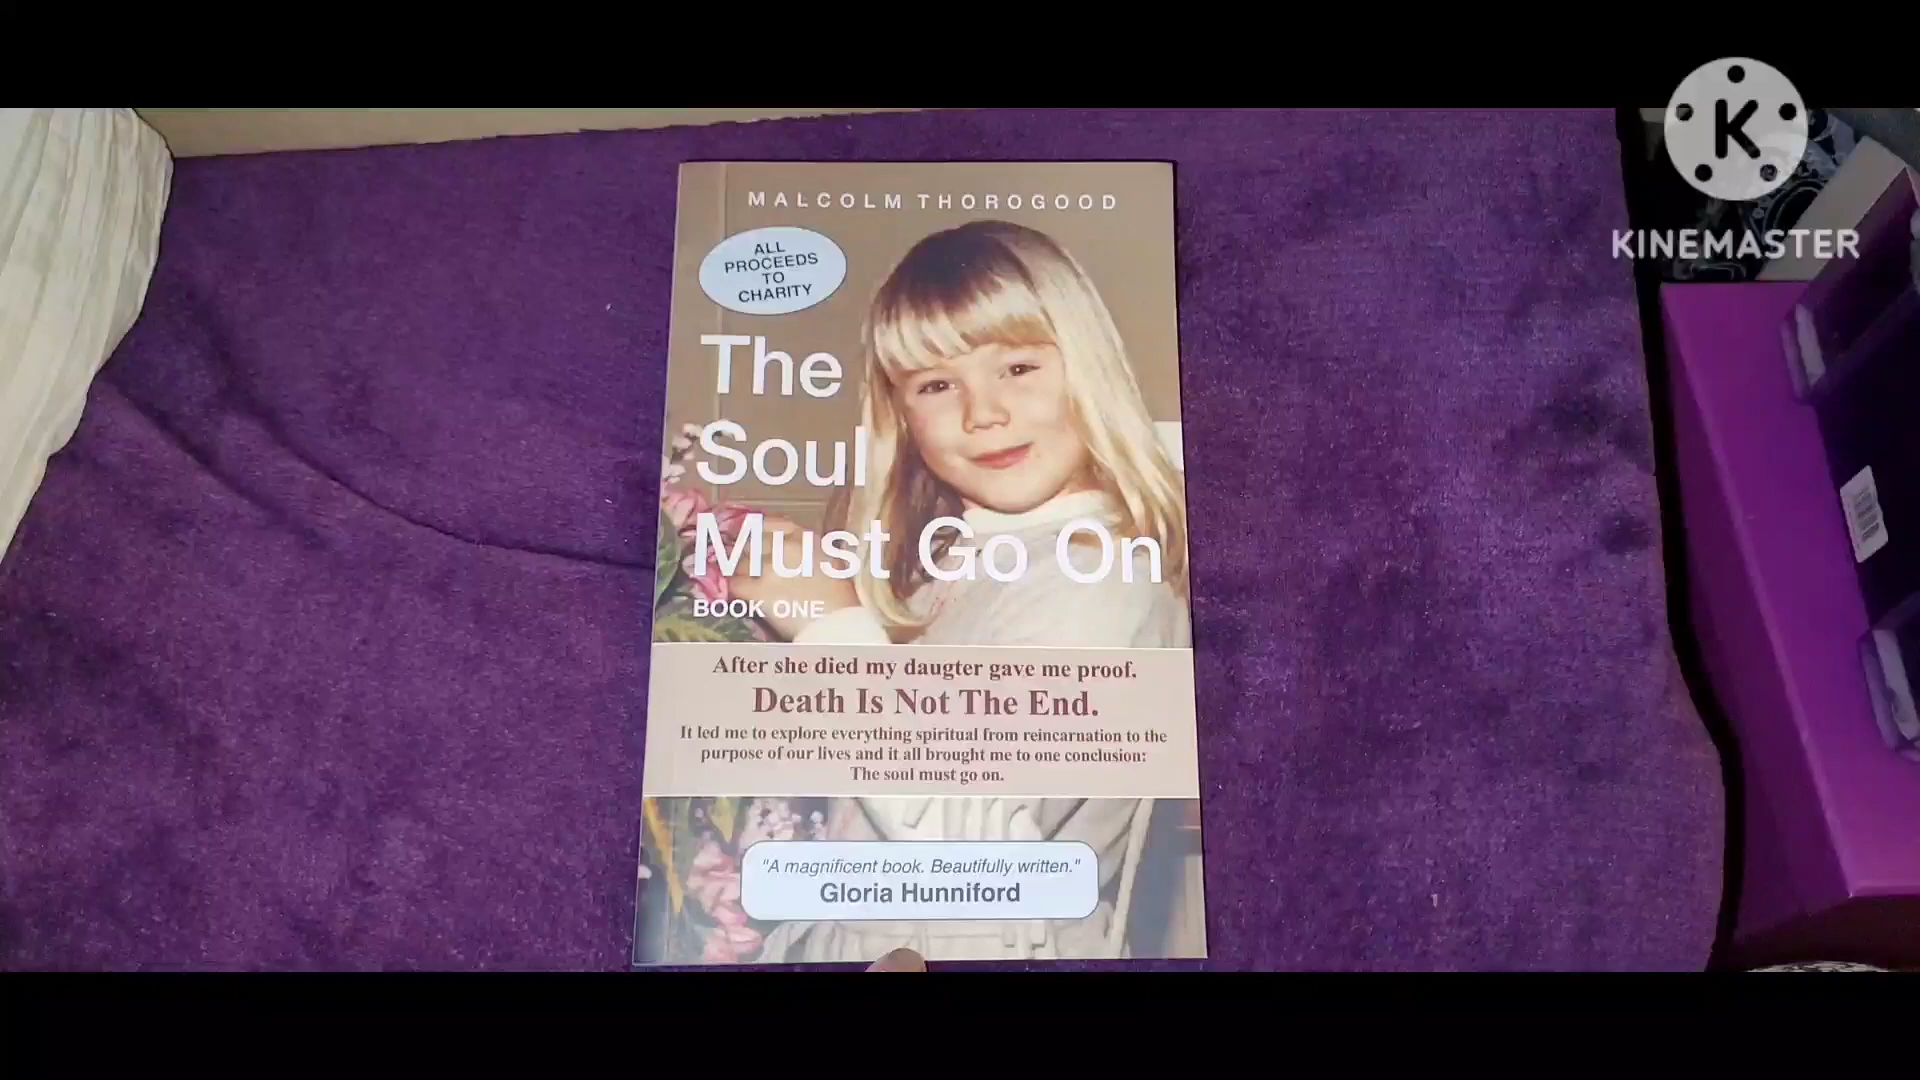 MALCOLM THOROGOOD
ALL
PROCEEDS
TO
CHARITY
The
Soul
Must Go On
BOOK ONE
After she died my daugter gave me proof.
Death Is Not The End.
It led me to explore everything spiritual from reincarnation to the
purpose of our lives and it all brought me to one conclusion:
The soul must go on.
"A magnificent book. Beautifully written."
Gloria Hunniford
K
KINEMASTER